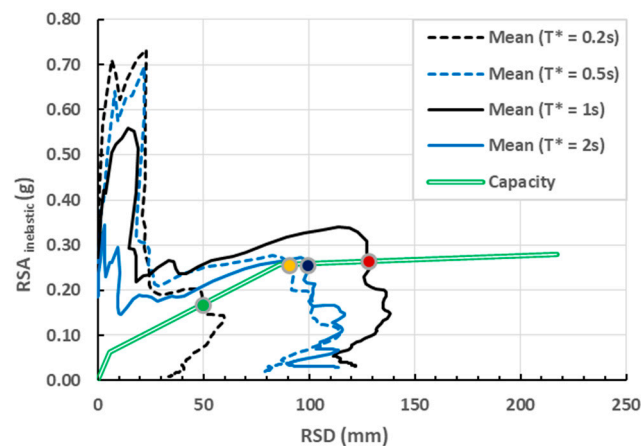 0.80
0.70
0.60
0.50
0.40
0.30
0.20
0.10
0.00
RSA inelastic (g)
Mean (T* = 0.2s)
Mean (T* = 0.5s)
Mean (T* = 1s)
Mean (T* = 2s)
Capacity
0 50 100 150 200 250
RSD (mm)